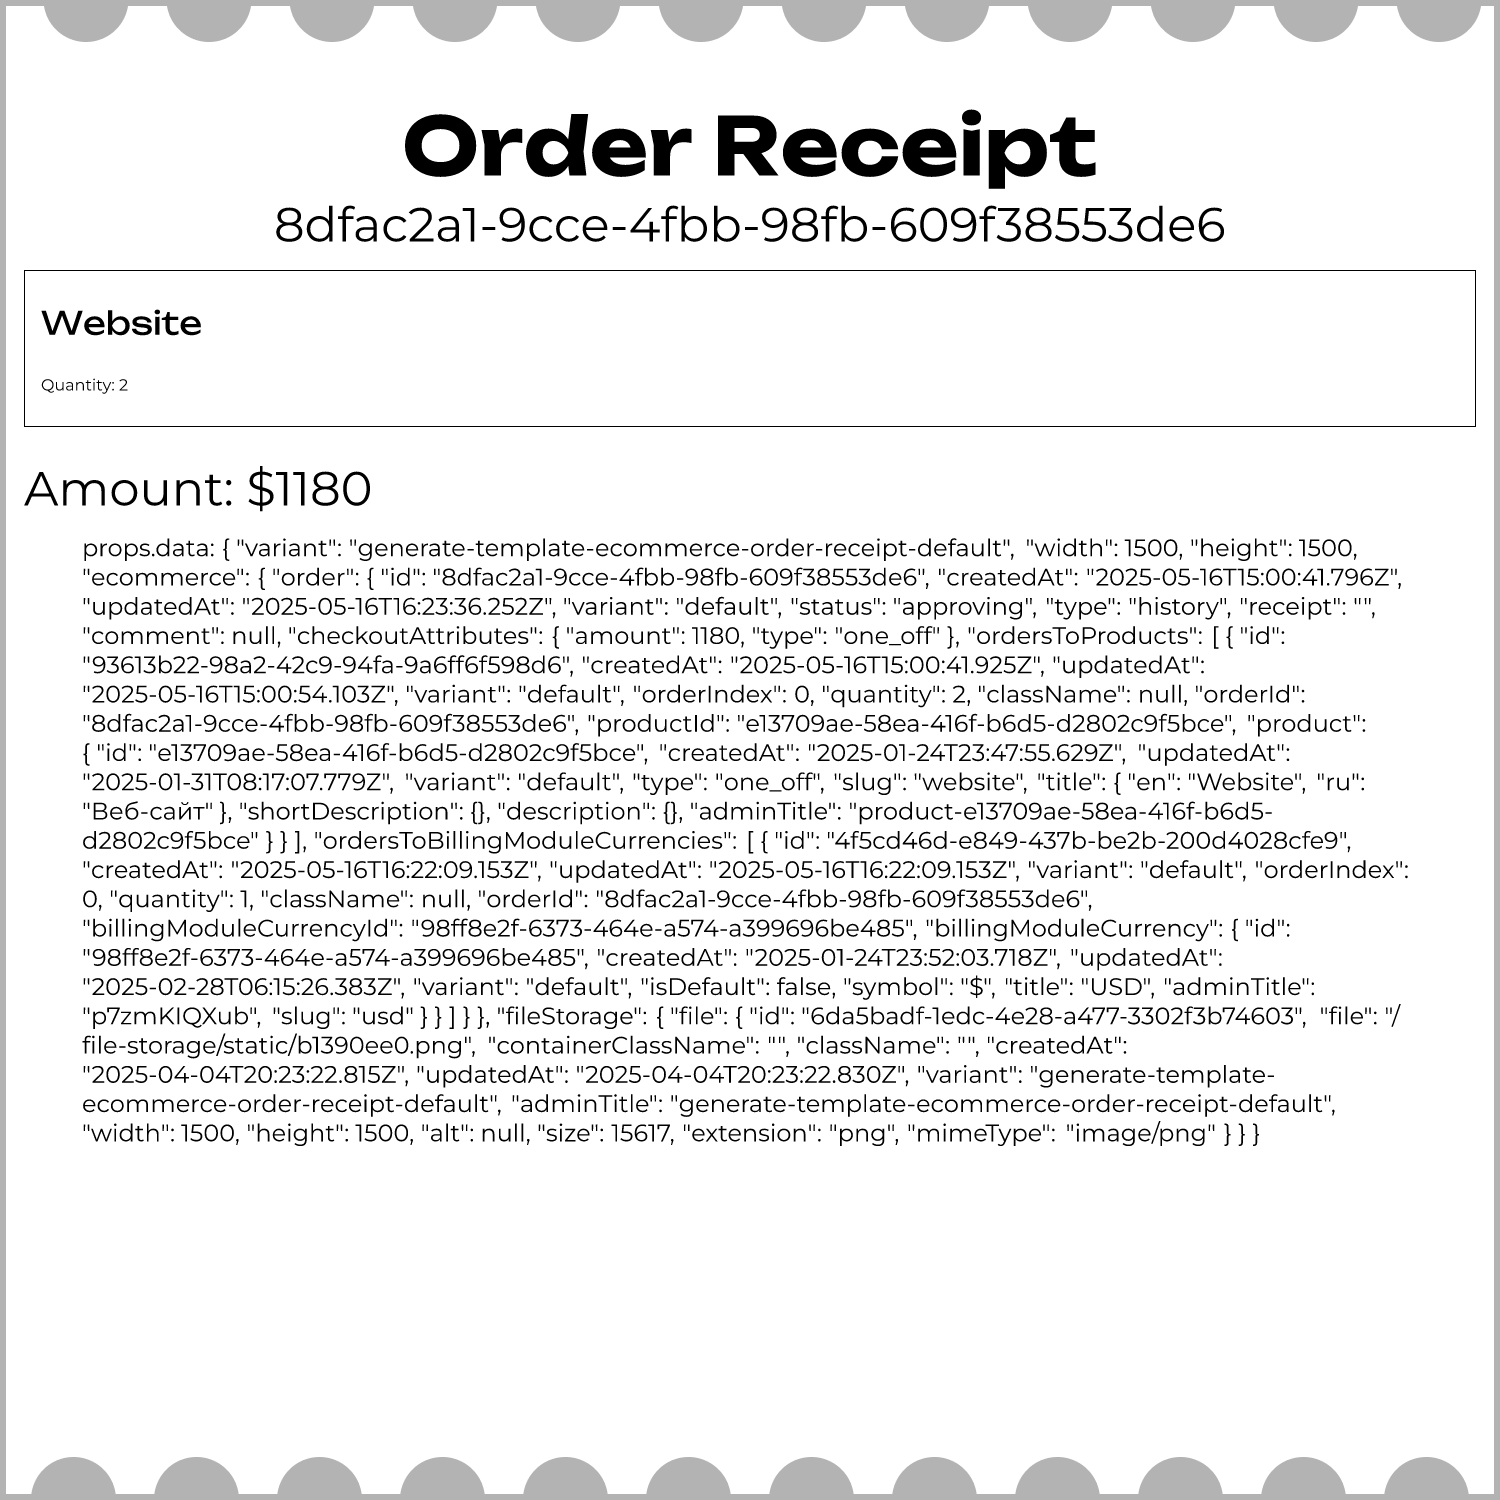 Order Receipt
8dfac2a1-9cce-4fbb-98fb-609f38553de6
Website
Quantity: 2
Amount: $1180
props.data: { "variant": "generate-template-ecommerce-order-receipt-default", "width": 1500, "height": 1500,
"ecommerce": { "order": { "id": "8dfac2a1-9cce-4fbb-98fb-609f38553de6", "createdAt": "2025-05-16T15:00:41.796Z",
"updatedAt": "2025-05-16T16:23:36.252Z", "variant": "default", "status": "approving", "type": "history", "receipt": "",
"comment": null, "checkoutAttributes": { "amount": 1180, "type": "one_off" }, "ordersToProducts": [ { "id":
"93613b22-98a2-42c9-94fa-9a6ff6f598d6", "createdAt": "2025-05-16T15:00:41.925Z", "updatedAt":
"2025-05-16T15:00:54.103Z", "variant": "default", "orderIndex": 0, "quantity": 2, "className": null, "orderId":
"8dfac2a1-9cce-4fbb-98fb-609f38553de6", "productId": "e13709ae-58ea-416f-b6d5-d2802c9f5bce", "product":
{ "id": "e13709ae-58ea-416f-b6d5-d2802c9f5bce", "createdAt": "2025-01-24T23:47:55.629Z", "updatedAt":
"2025-01-31T08:17:07.779Z", "variant": "default", "type": "one_off", "slug": "website", "title": { "en": "Website", "ru":
"Веб-сайт" }, "shortDescription": {}, "description": {}, "adminTitle": "product-e13709ae-58ea-416f-b6d5-
d2802c9f5bce" } } ], "ordersToBillingModuleCurrencies": [ { "id": "4f5cd46d-e849-437b-be2b-200d4028cfe9",
"createdAt": "2025-05-16T16:22:09.153Z", "updatedAt": "2025-05-16T16:22:09.153Z", "variant": "default", "orderIndex":
0, "quantity": 1, "className": null, "orderId": "8dfac2a1-9cce-4fbb-98fb-609f38553de6",
"billingModuleCurrencyId": "98ff8e2f-6373-464e-a574-a399696be485", "billingModuleCurrency": { "id":
"98ff8e2f-6373-464e-a574-a399696be485", "createdAt": "2025-01-24T23:52:03.718Z", "updatedAt":
"2025-02-28T06:15:26.383Z", "variant": "default", "isDefault": false, "symbol": "$", "title": "USD", "adminTitle":
"p7zmKIQXub", "slug": "usd" } } ] } }, "fileStorage": { "file": { "id": "6da5badf-1edc-4e28-a477-3302f3b74603", "file": "/
file-storage/static/b1390ee0.png", "containerClassName": "", "className": "", "createdAt":
"2025-04-04T20:23:22.815Z", "updatedAt": "2025-04-04T20:23:22.830Z", "variant": "generate-template-
ecommerce-order-receipt-default", "adminTitle": "generate-template-ecommerce-order-receipt-default",
"width": 1500, "height": 1500, "alt": null, "size": 15617, "extension": "png", "mimeType": "image/png" } } }